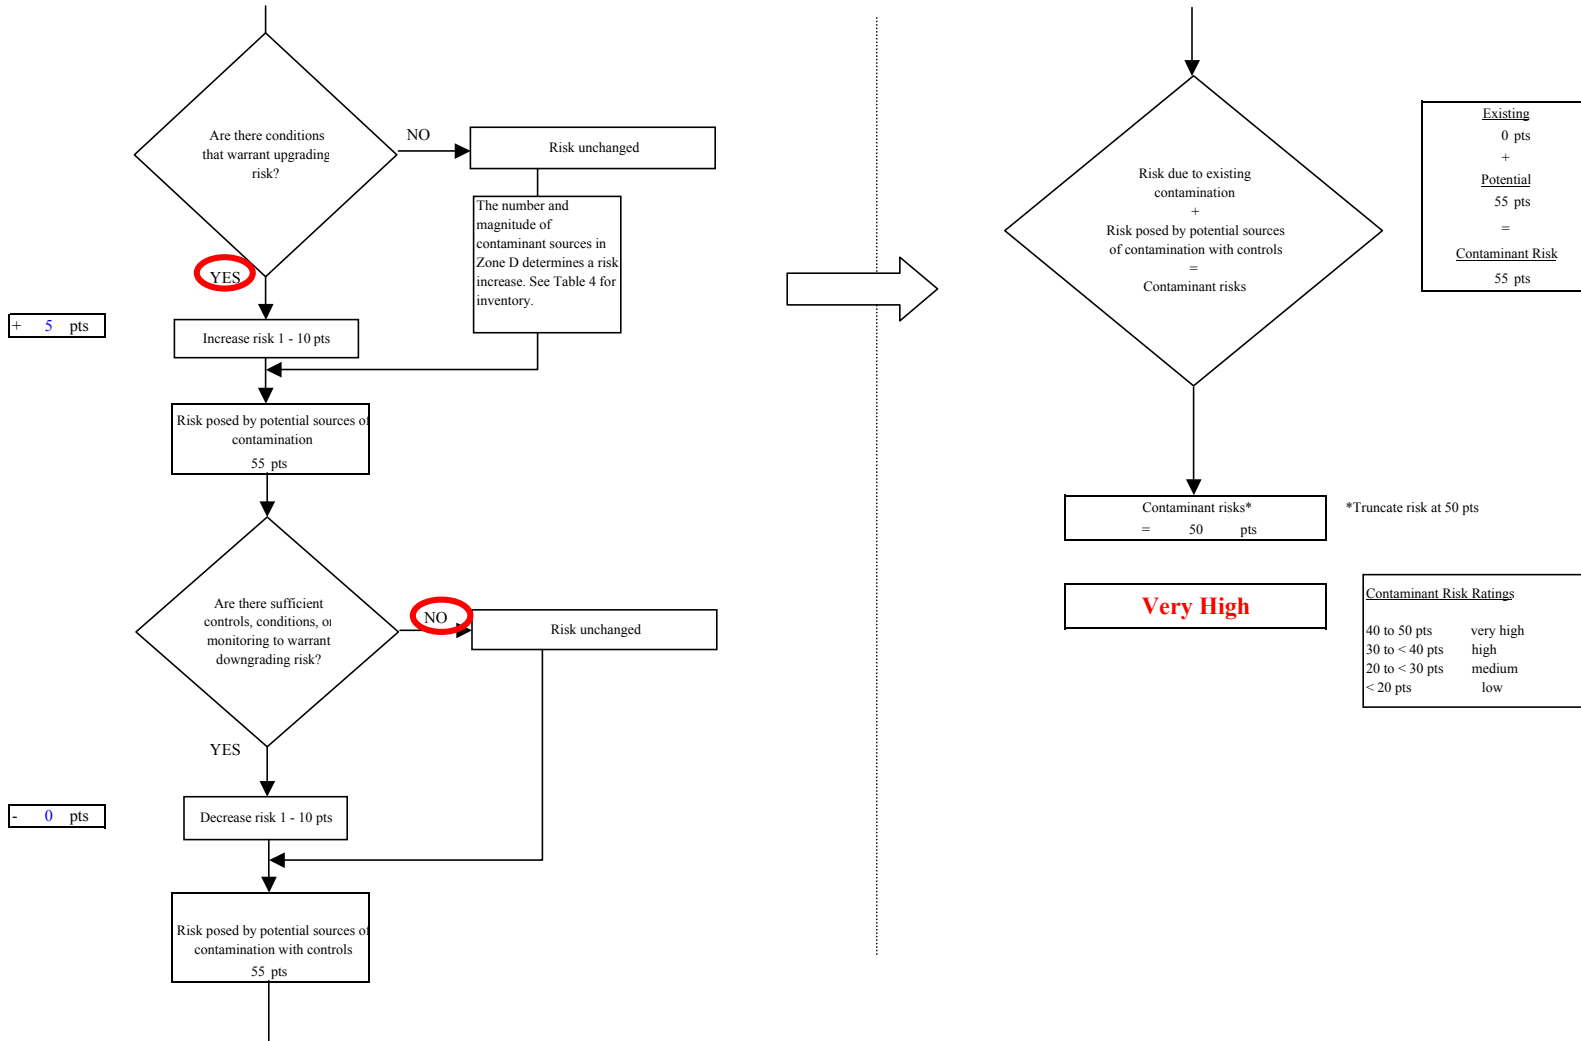 Are there conditions
that warrant upgrading
risk?
NO
Risk unchanged
The number and
magnitude of
contaminant sources in
Zone D determines a risk
increase. See Table 4 for
inventory.
YES
+ 5 pts
Increase risk 1 - 10 pts
Risk posed by potential sources of
contamination
55 pts
Are there sufficient
controls, conditions, or
monitoring to warrant
downgrading risk?
NO
Risk unchanged
YES
- 0 pts
Decrease risk 1 - 10 pts
Risk posed by potential sources of
contamination with controls
55 pts
Risk due to existing
contamination
+
Risk posed by potential sources
of contamination with controls
=
Contaminant risks
Existing
0 pts
+
Potential
55 pts
=
Contaminant Risk
55 pts
Contaminant risks*
= 50 pts
*Truncate risk at 50 pts
Very High
Contaminant Risk Ratings
40 to 50 pts very high
30 to < 40 pts high
20 to < 30 pts medium
< 20 pts low